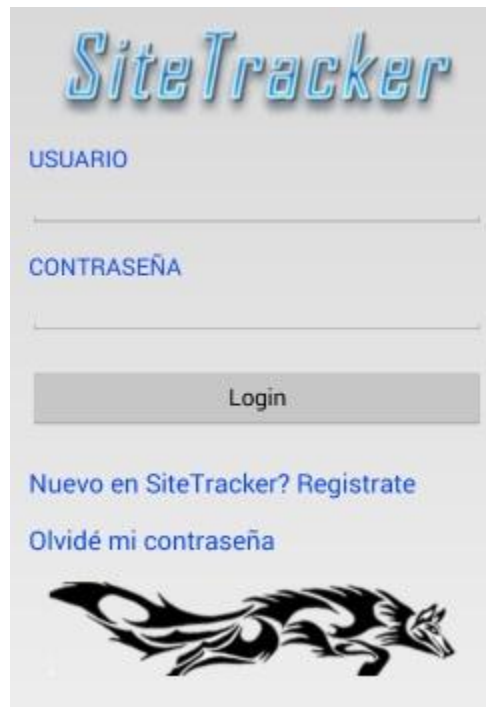 SiteTracker
USUARIO
CONTRASEÑA
Login
Nuevo en SiteTracker? Registrate
Olvidé mi contraseña